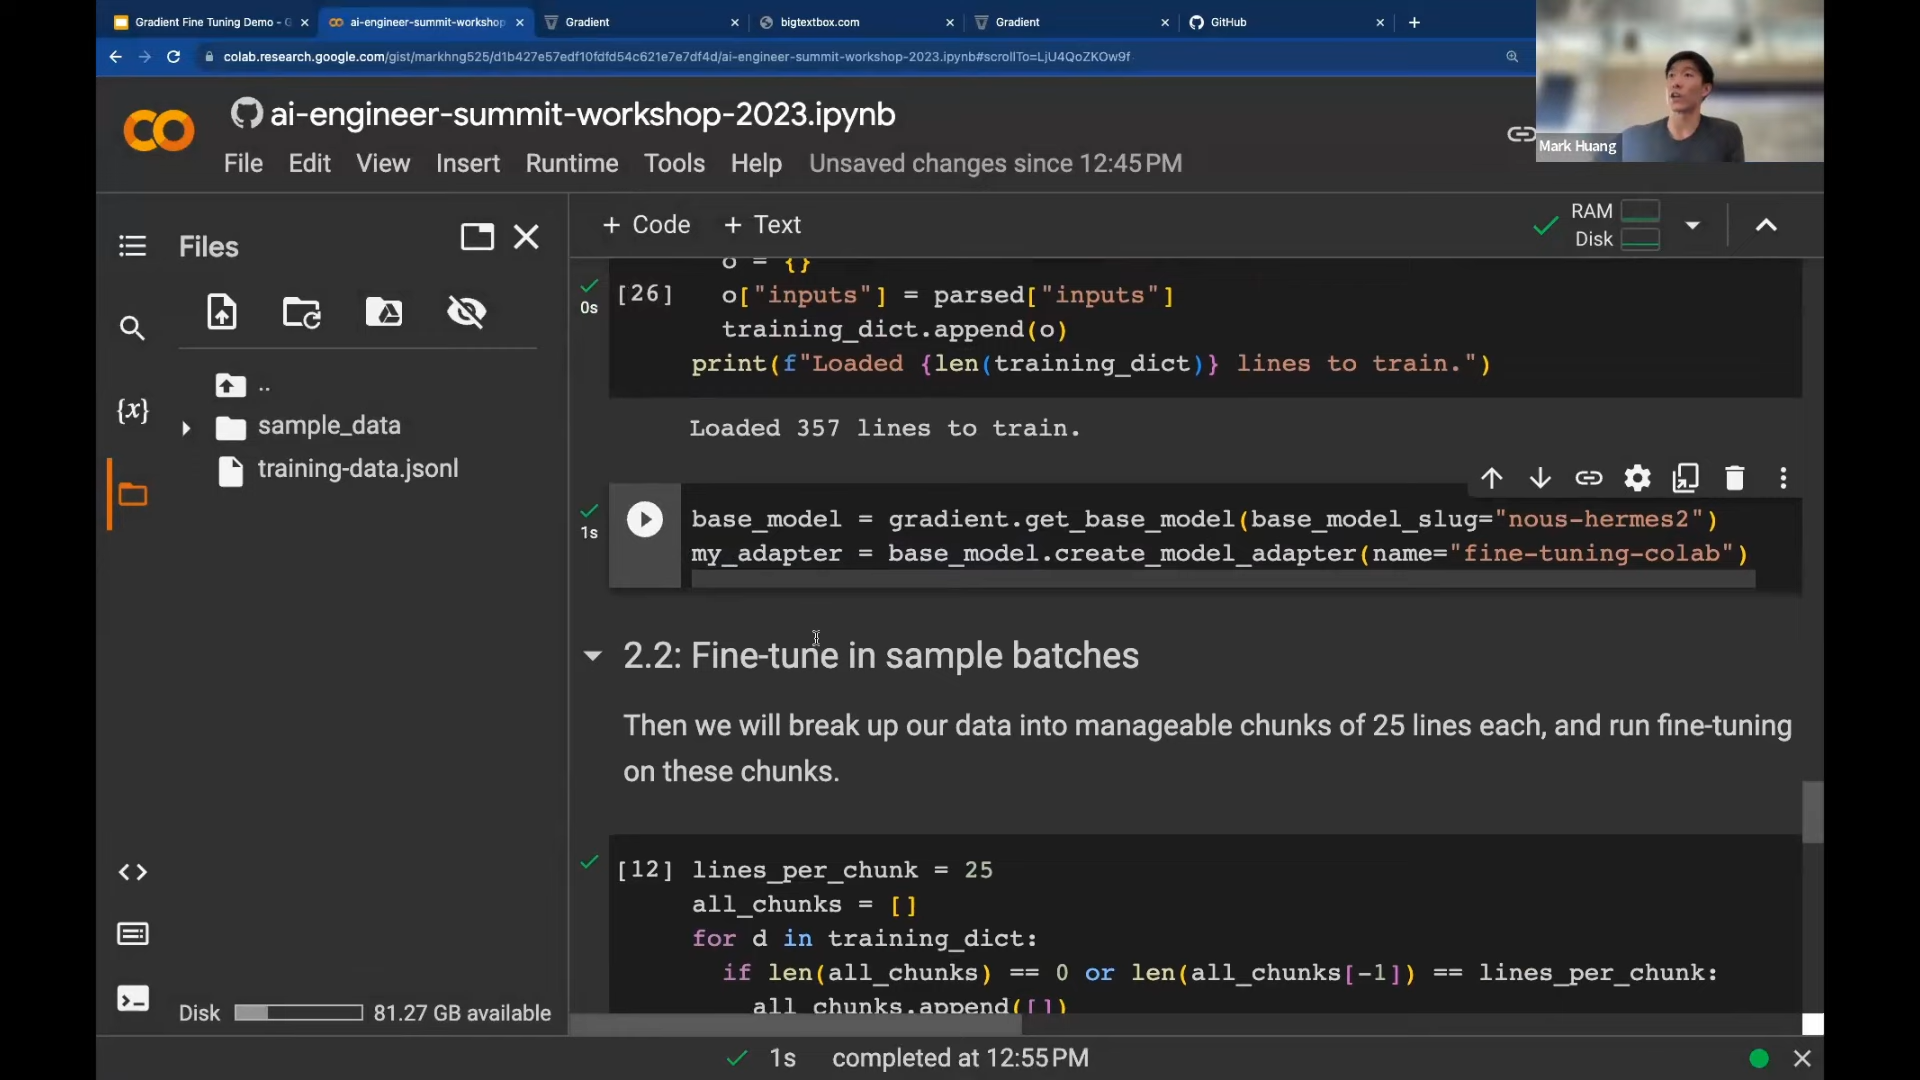 Gradient Fine Tuning Demo - G
ai-engineer-summit-workshop
Gradient
bigtextbox.com
Gradient
GitHub
colab.research.google.com/gist/markhng525/d1b427e57edf10fdfd54c621e7e7df4d/ai-engineer-summit-workshop-2023.ipynb#scrollTo=LjU4QoZKOw9f
Mark Huang
ai-engineer-summit-workshop-2023.ipynb
File Edit View Insert Runtime Tools Help Unsaved changes since 12:45 PM
Files
+ Code + Text
RAM
Disk
..
sample_data
training-data.jsonl
Disk 81.27 GB available
o = {}
[26] o["inputs"] = parsed["inputs"]
0s
training_dict.append(o)
print(f"Loaded {len(training_dict)} lines to train.")
Loaded 357 lines to train.
1s
base_model = gradient.get_base_model(base_model_slug="nous-hermes2")
my_adapter = base_model.create_model_adapter(name="fine-tuning-colab")
2.2: Fine-tune in sample batches
Then we will break up our data into manageable chunks of 25 lines each, and run fine-tuning
on these chunks.
[12] lines_per_chunk = 25
all_chunks = []
for d in training_dict:
if len(all_chunks) == 0 or len(all_chunks[-1]) == lines_per_chunk:
all_chunks.append([])
1s completed at 12:55 PM